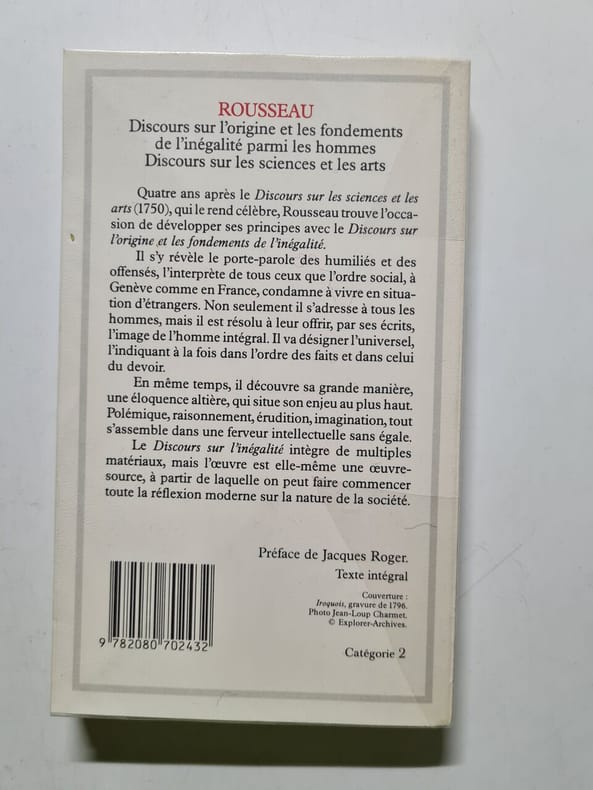 ROUSSEAU
Discours sur l'origine et les fondements
de l'inégalité parmi les hommes
Discours sur les sciences et les arts
Quatre ans après le Discours sur les sciences et les
arts (1750), qui le rend célèbre, Rousseau trouve l'occa-
sion de développer ses principes avec le Discours sur
l'origine et les fondements de l'inégalité.
Il s'y révèle le porte-parole des humiliés et des
offensés, l'interprète de tous ceux que l'ordre social, à
Genève comme en France, condamne à vivre en situa-
tion d'étrangers. Non seulement il s'adresse à tous les
hommes, mais il est résolu à leur offrir, par ses écrits,
l'image de l'homme intégral. Il va désigner l'universel,
l'indiquant à la fois dans l'ordre des faits et dans celui
du devoir.
En même temps, il découvre sa grande manière,
une éloquence altière, qui situe son enjeu au plus haut.
Polémique, raisonnement, érudition, imagination, tout
s'assemble dans une ferveur intellectuelle sans égale.
Le Discours sur l'inégalité intègre de multiples
matériaux, mais l'œuvre est elle-même une œuvre-
source, à partir de laquelle on peut faire commencer
toute la réflexion moderne sur la nature de la société.
Préface de Jacques Roger.
Texte intégral
Couverture :
Iroquois, gravure de 1796.
Photo Jean-Loup Charmet.
© Explorer-Archives.
9 782080 702432
Catégorie 2